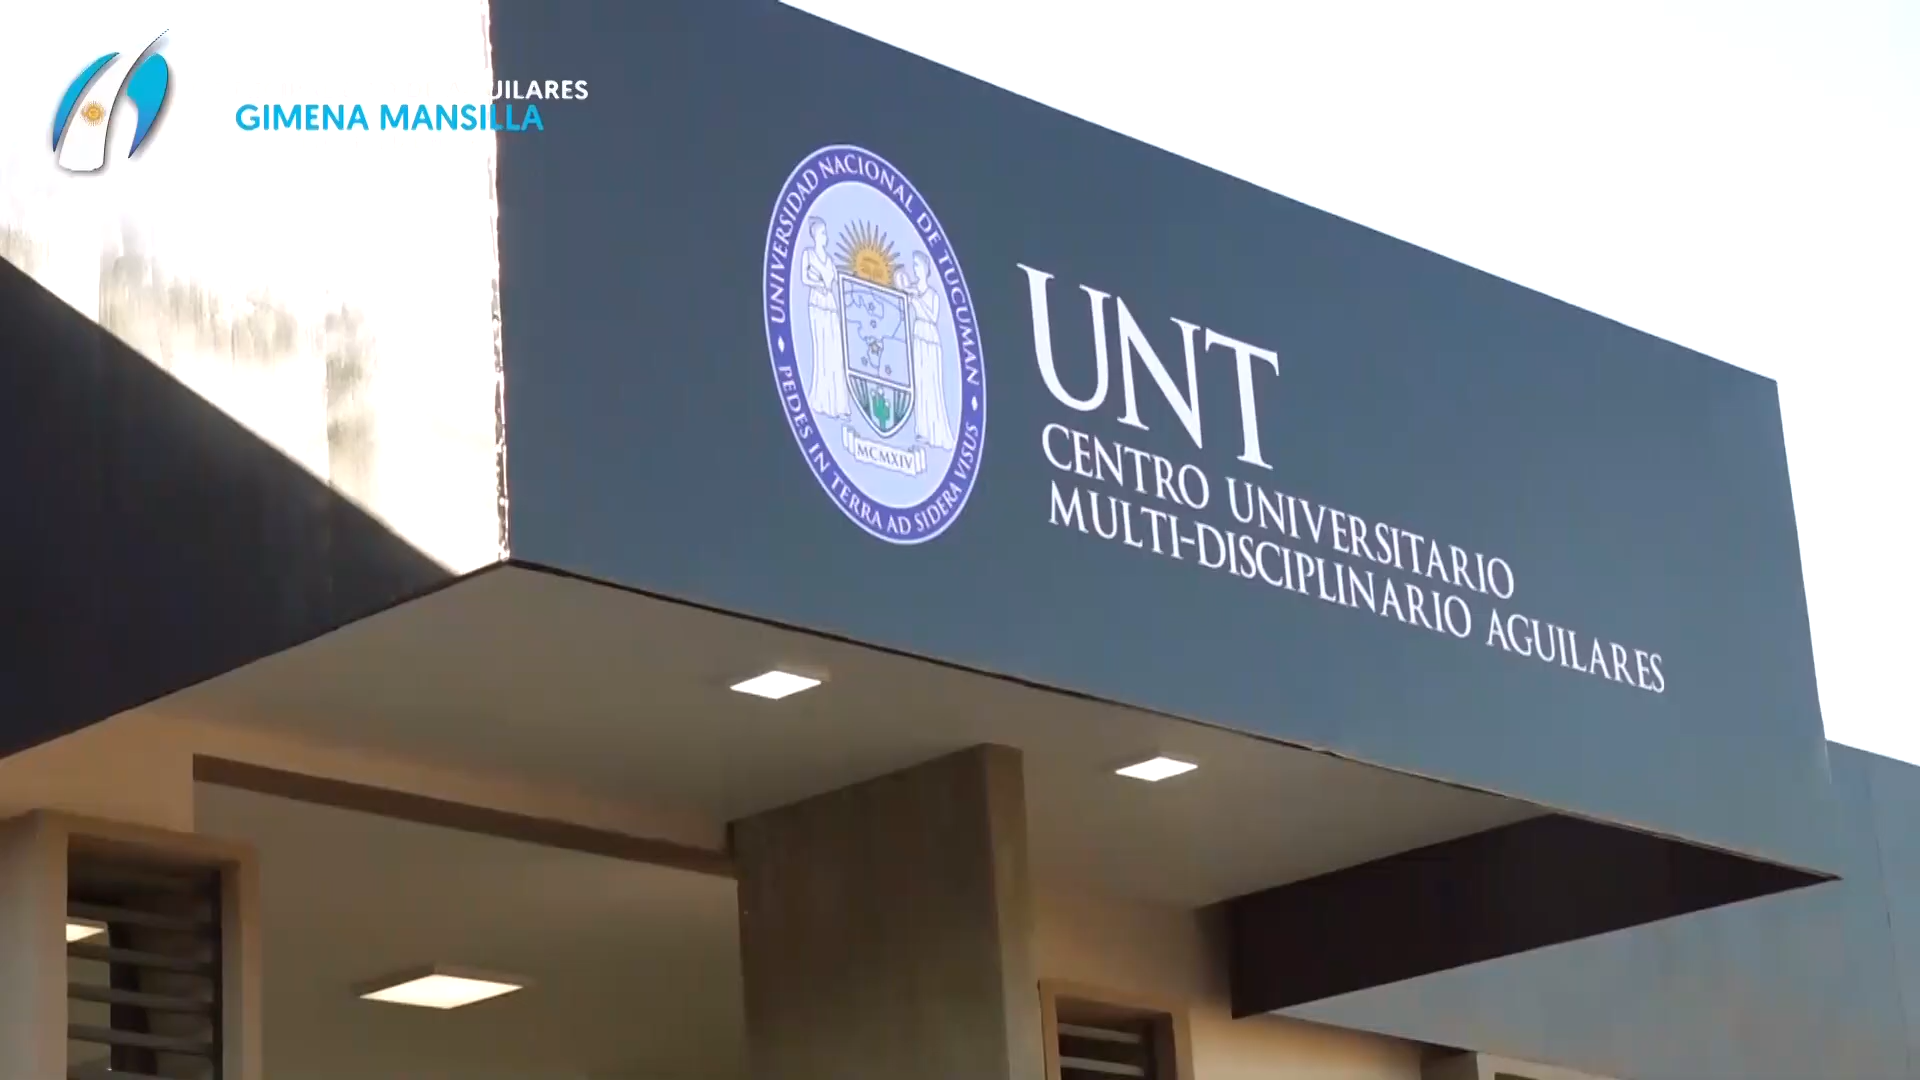 UILARES
GIMENA MANSILLA
UNIVERSIDAD NACIONAL DE TUCUMAN
PEDES IN TERRA AD SIDERA VISUS
MCMXIV
UNT
CENTRO UNIVERSITARIO
MULTI-DISCIPLINARIO AGUILARES